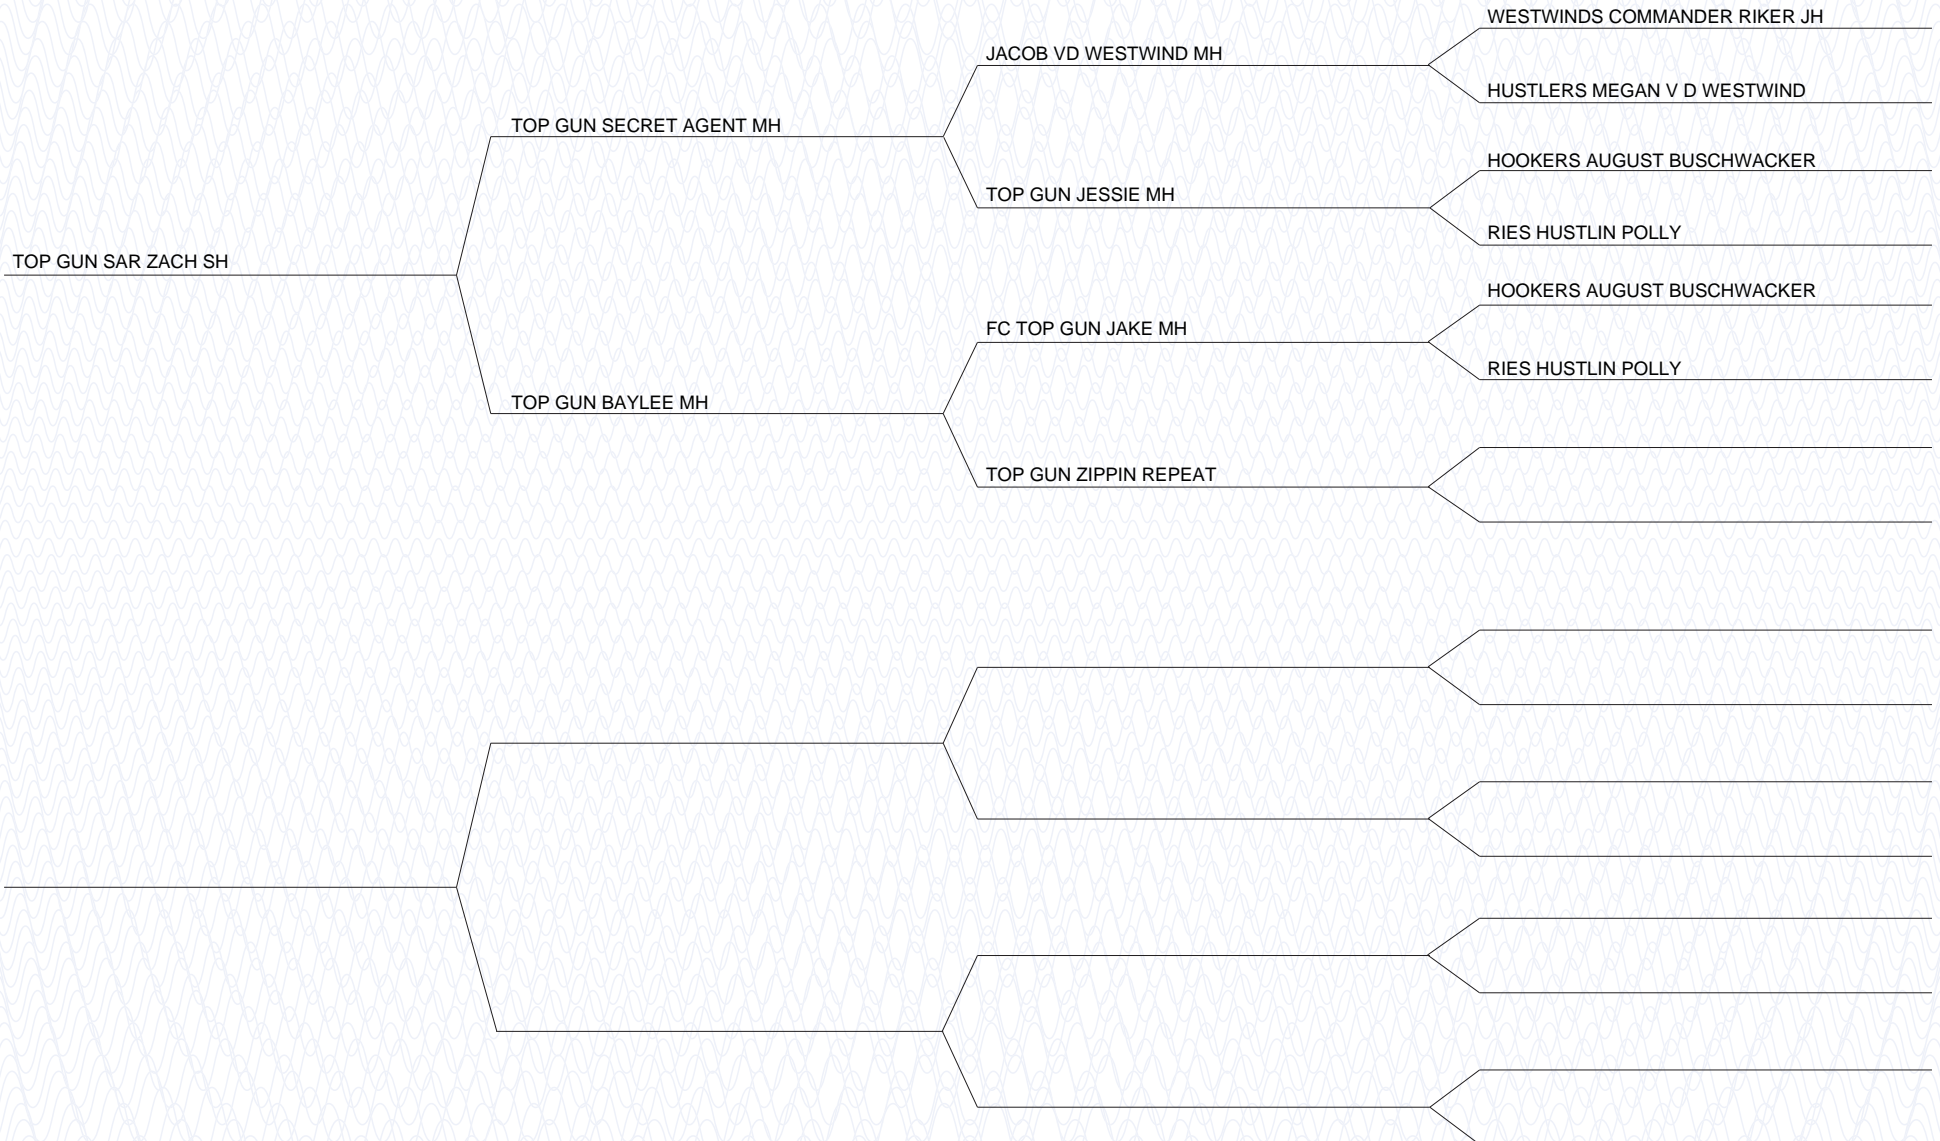 WESTWINDS COMMANDER RIKER JH
JACOB VD WESTWIND MH
HUSTLERS MEGAN V D WESTWIND
TOP GUN SECRET AGENT MH
HOOKERS AUGUST BUSCHWACKER
TOP GUN JESSIE MH
RIES HUSTLIN POLLY
TOP GUN SAR ZACH SH
HOOKERS AUGUST BUSCHWACKER
FC TOP GUN JAKE MH
RIES HUSTLIN POLLY
TOP GUN BAYLEE MH
TOP GUN ZIPPIN REPEAT